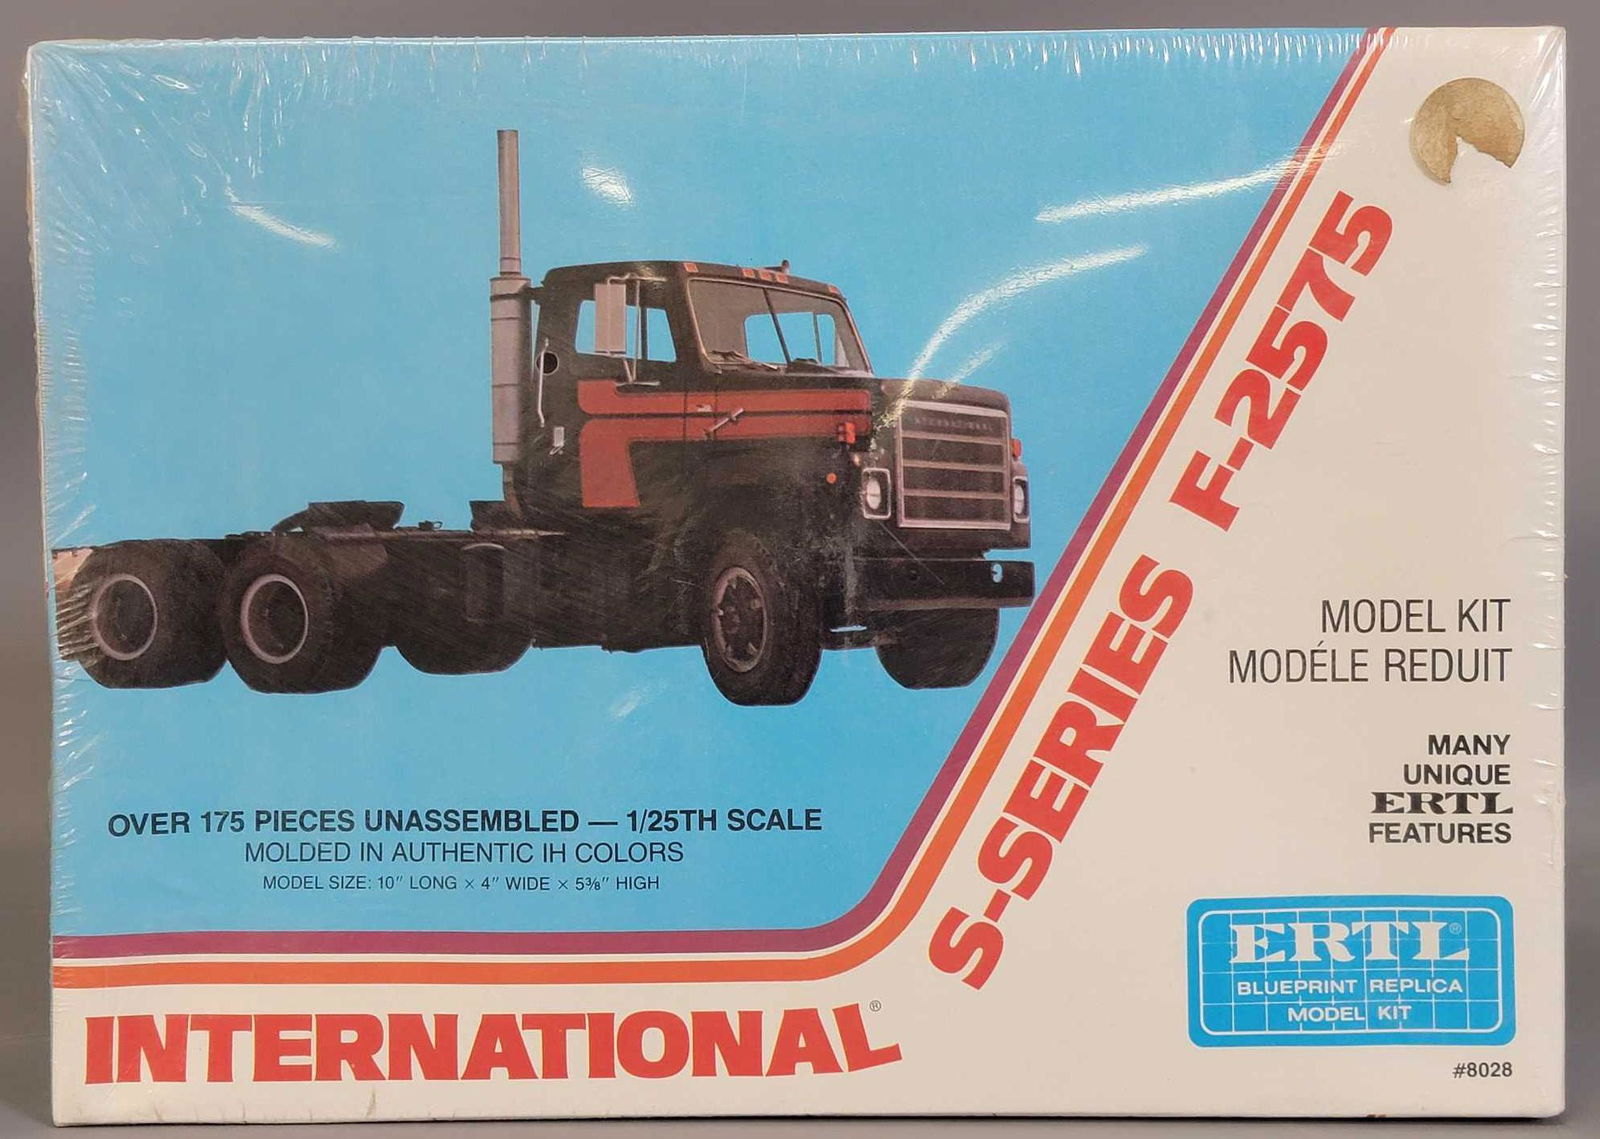 INTERNATIONAL
S-SERIES F-2575
MODEL KIT
MODÉLE REDUIT
MANY
UNIQUE
ERTL
FEATURES
OVER 175 PIECES UNASSEMBLED — 1/25TH SCALE
MOLDED IN AUTHENTIC IH COLORS
MODEL SIZE: 10" LONG × 4" WIDE × 5⅜" HIGH
INTERNATIONAL®
ERTL®
BLUEPRINT REPLICA
MODEL KIT
#8028